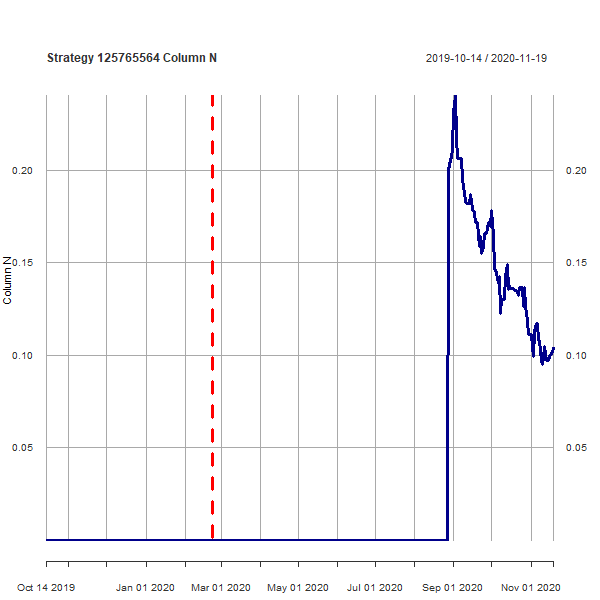 Strategy 125765564 Column N
2019-10-14 / 2020-11-19
Column N
0.20
0.15
0.10
0.05
0.20
0.15
0.10
0.05
Oct 14 2019
Jan 01 2020
Mar 01 2020
May 01 2020
Jul 01 2020
Sep 01 2020
Nov 01 2020